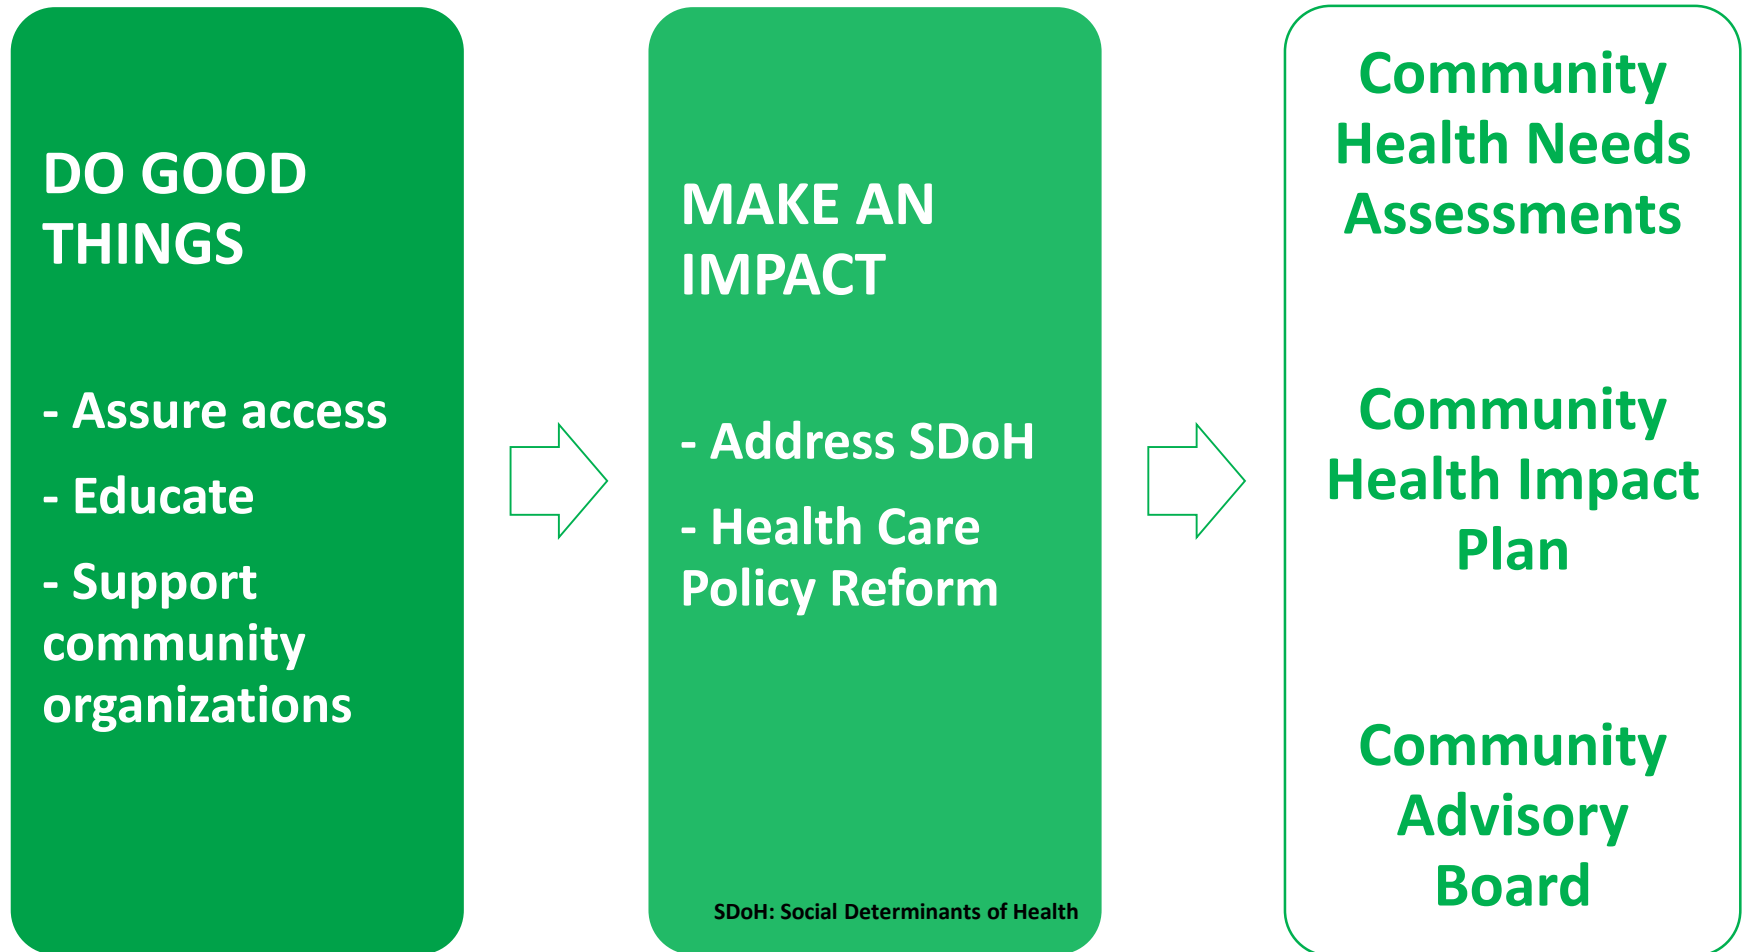 DO GOOD
THINGS
- Assure access
- Educate
- Support
community
organizations
MAKE AN
IMPACT
- Address SDoH
- Health Care
Policy Reform
SDoH: Social Determinants of Health
Community
Health Needs
Assessments
Community
Health Impact
Plan
Community
Advisory
Board